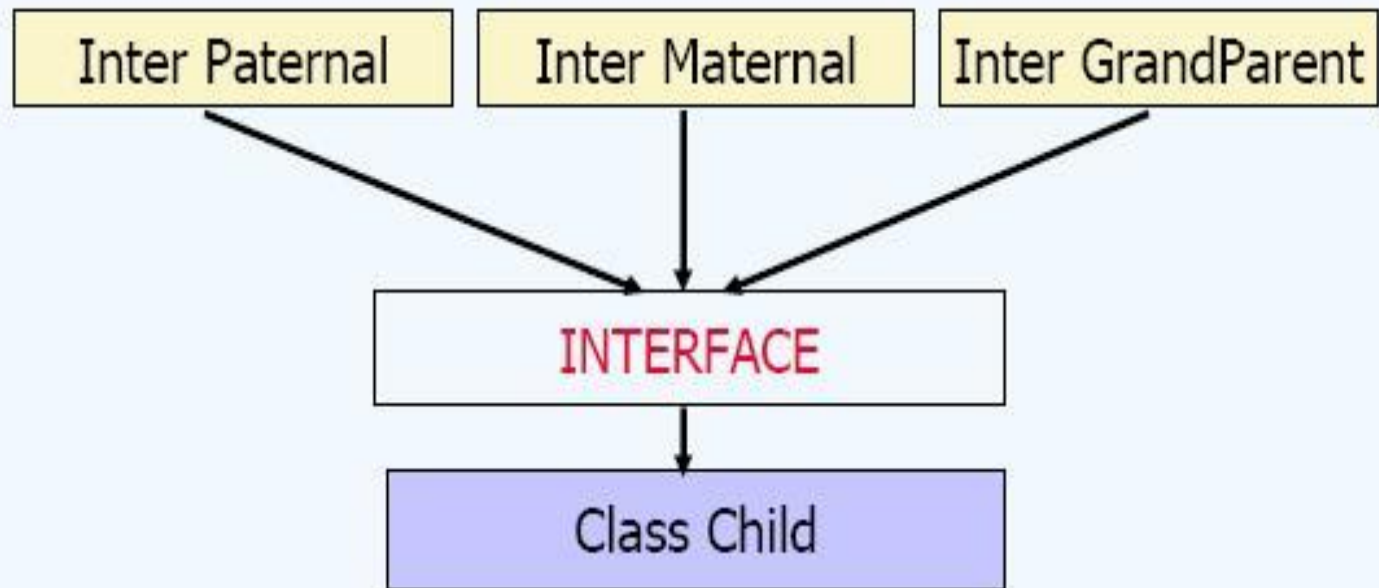 Inter Paternal
Inter Maternal
Inter GrandParent
INTERFACE
Class Child